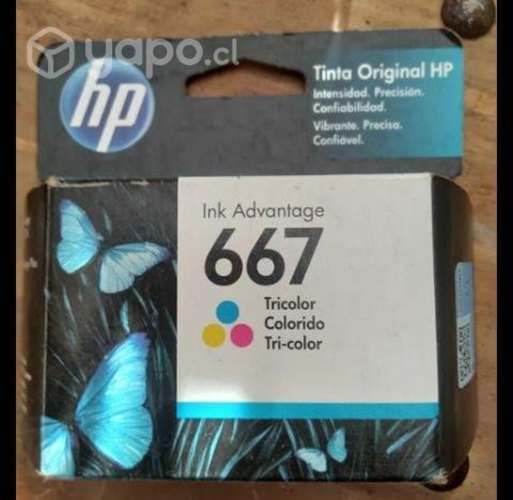 yapo.cl
hp
Tinta Original HP
Intensidad. Precisión.
Confiabilidad.
Vibrante. Precisa.
Confiável.
Ink Advantage
667
Tricolor
Colorido
Tri-color